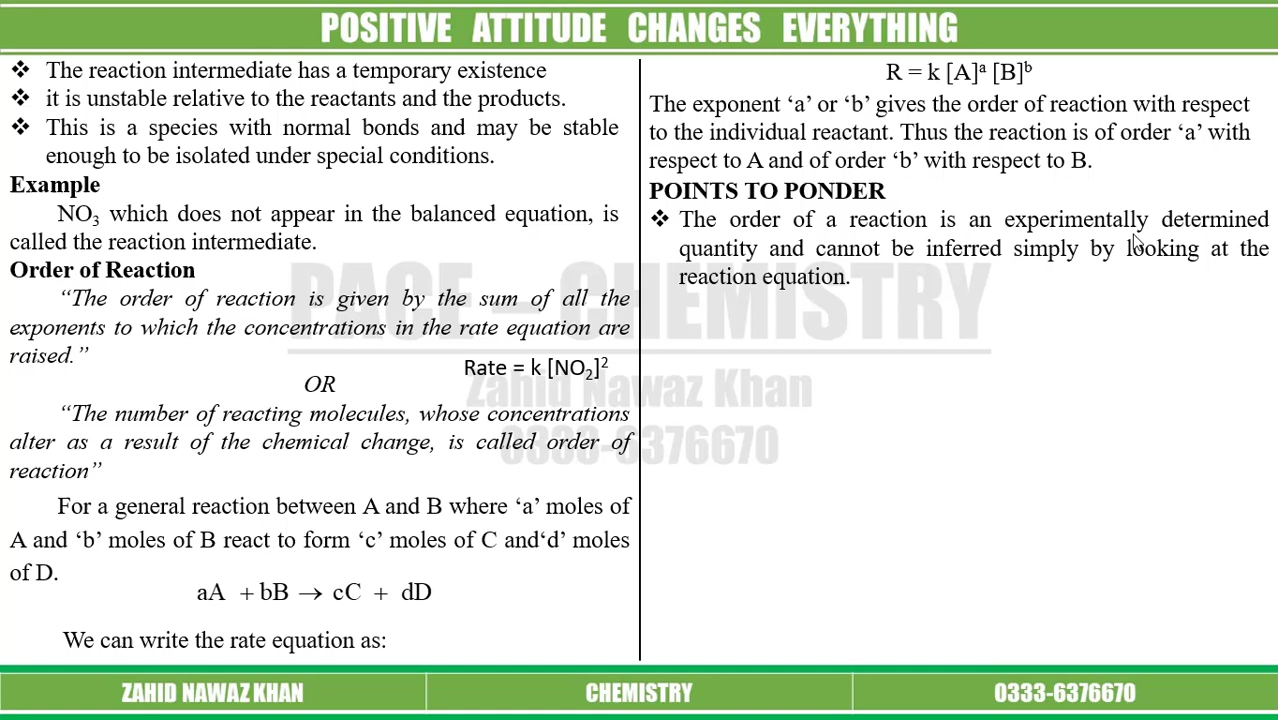 POSITIVE ATTITUDE CHANGES EVERYTHING
❖ The reaction intermediate has a temporary existence
❖ it is unstable relative to the reactants and the products.
❖ This is a species with normal bonds and may be stable
enough to be isolated under special conditions.
Example
NO₃ which does not appear in the balanced equation, is
called the reaction intermediate.
Order of Reaction
“The order of reaction is given by the sum of all the
exponents to which the concentrations in the rate equation are
raised.”
Rate = k [NO₂]²
OR
“The number of reacting molecules, whose concentrations
alter as a result of the chemical change, is called order of
reaction”
For a general reaction between A and B where ‘a’ moles of
A and ‘b’ moles of B react to form ‘c’ moles of C and‘d’ moles
of D.
aA + bB → cC + dD
We can write the rate equation as:
R = k [A]ᵃ [B]ᵇ
The exponent ‘a’ or ‘b’ gives the order of reaction with respect
to the individual reactant. Thus the reaction is of order ‘a’ with
respect to A and of order ‘b’ with respect to B.
POINTS TO PONDER
❖ The order of a reaction is an experimentally determined
quantity and cannot be inferred simply by looking at the
reaction equation.
PACE – CHEMISTRY
Zahid Nawaz Khan
0333-6376670
ZAHID NAWAZ KHAN
CHEMISTRY
0333-6376670